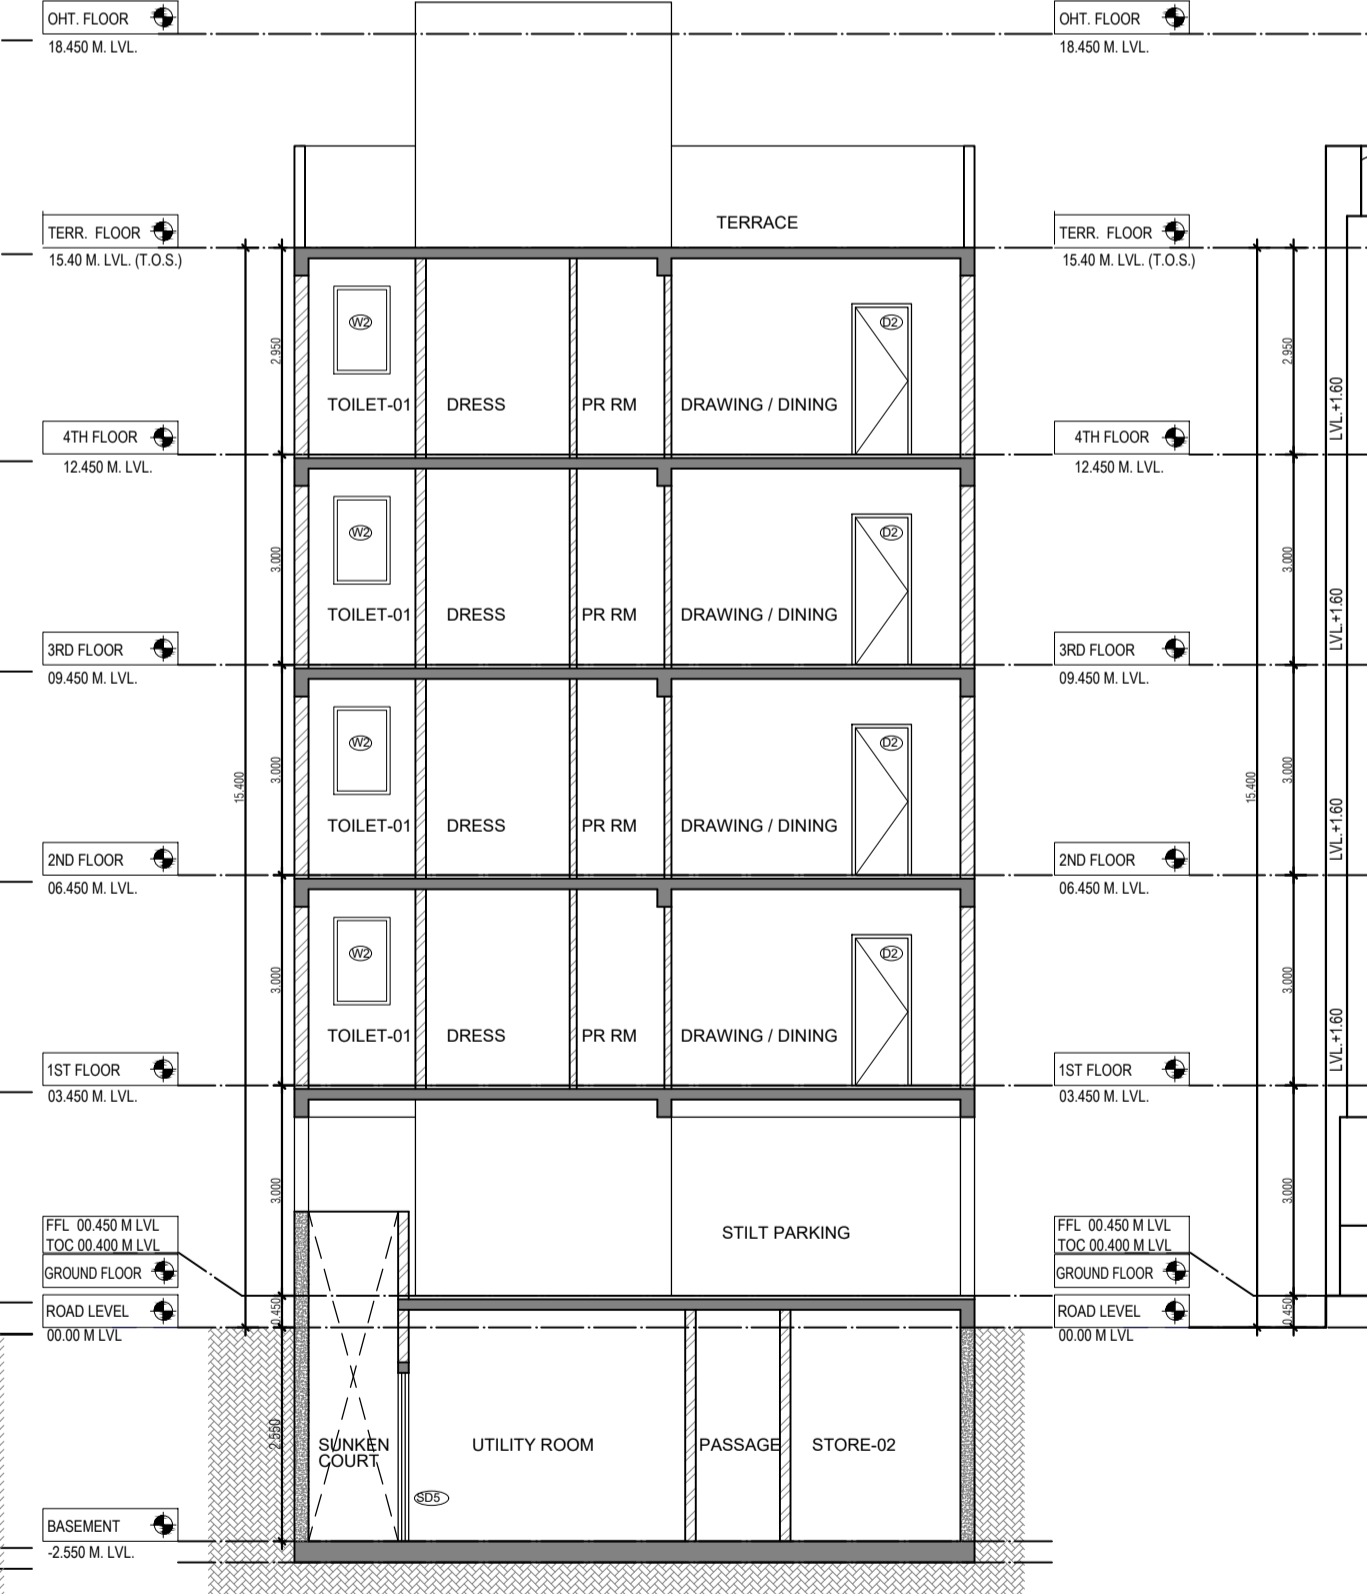 OHT. FLOOR
18.450 M. LVL.
OHT. FLOOR
18.450 M. LVL.
TERRACE
TERR. FLOOR
15.40 M. LVL. (T.O.S.)
TERR. FLOOR
15.40 M. LVL. (T.O.S.)
2.950
W2
D2
2.950
TOILET-01
DRESS
PR RM
DRAWING / DINING
LVL.+1.60
4TH FLOOR
12.450 M. LVL.
4TH FLOOR
12.450 M. LVL.
3.000
W2
D2
3.000
TOILET-01
DRESS
PR RM
DRAWING / DINING
LVL.+1.60
3RD FLOOR
09.450 M. LVL.
3RD FLOOR
09.450 M. LVL.
15.400
3.000
W2
D2
15.400
3.000
TOILET-01
DRESS
PR RM
DRAWING / DINING
LVL.+1.60
2ND FLOOR
06.450 M. LVL.
2ND FLOOR
06.450 M. LVL.
3.000
W2
D2
3.000
TOILET-01
DRESS
PR RM
DRAWING / DINING
LVL.+1.60
1ST FLOOR
03.450 M. LVL.
1ST FLOOR
03.450 M. LVL.
3.000
3.000
STILT PARKING
FFL 00.450 M LVL
TOC 00.400 M LVL
GROUND FLOOR
FFL 00.450 M LVL
TOC 00.400 M LVL
GROUND FLOOR
0.450
0.450
ROAD LEVEL
00.00 M LVL
ROAD LEVEL
00.00 M LVL
2.550
SUNKEN
COURT
UTILITY ROOM
PASSAGE
STORE-02
SD5
BASEMENT
-2.550 M. LVL.